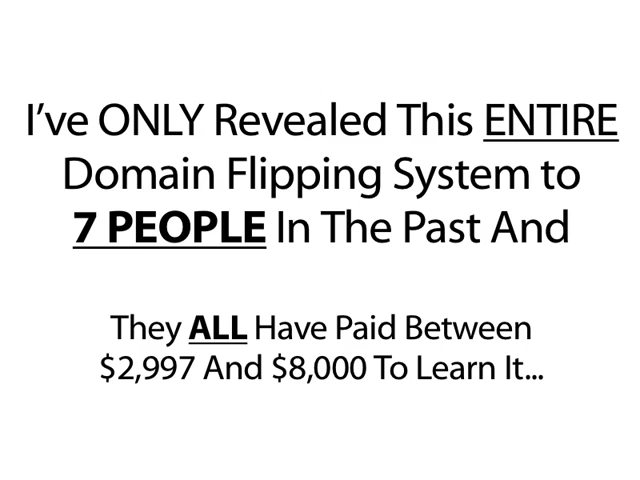 I’ve ONLY Revealed This ENTIRE
Domain Flipping System to
7 PEOPLE In The Past And
They ALL Have Paid Between
$2,997 And $8,000 To Learn It...